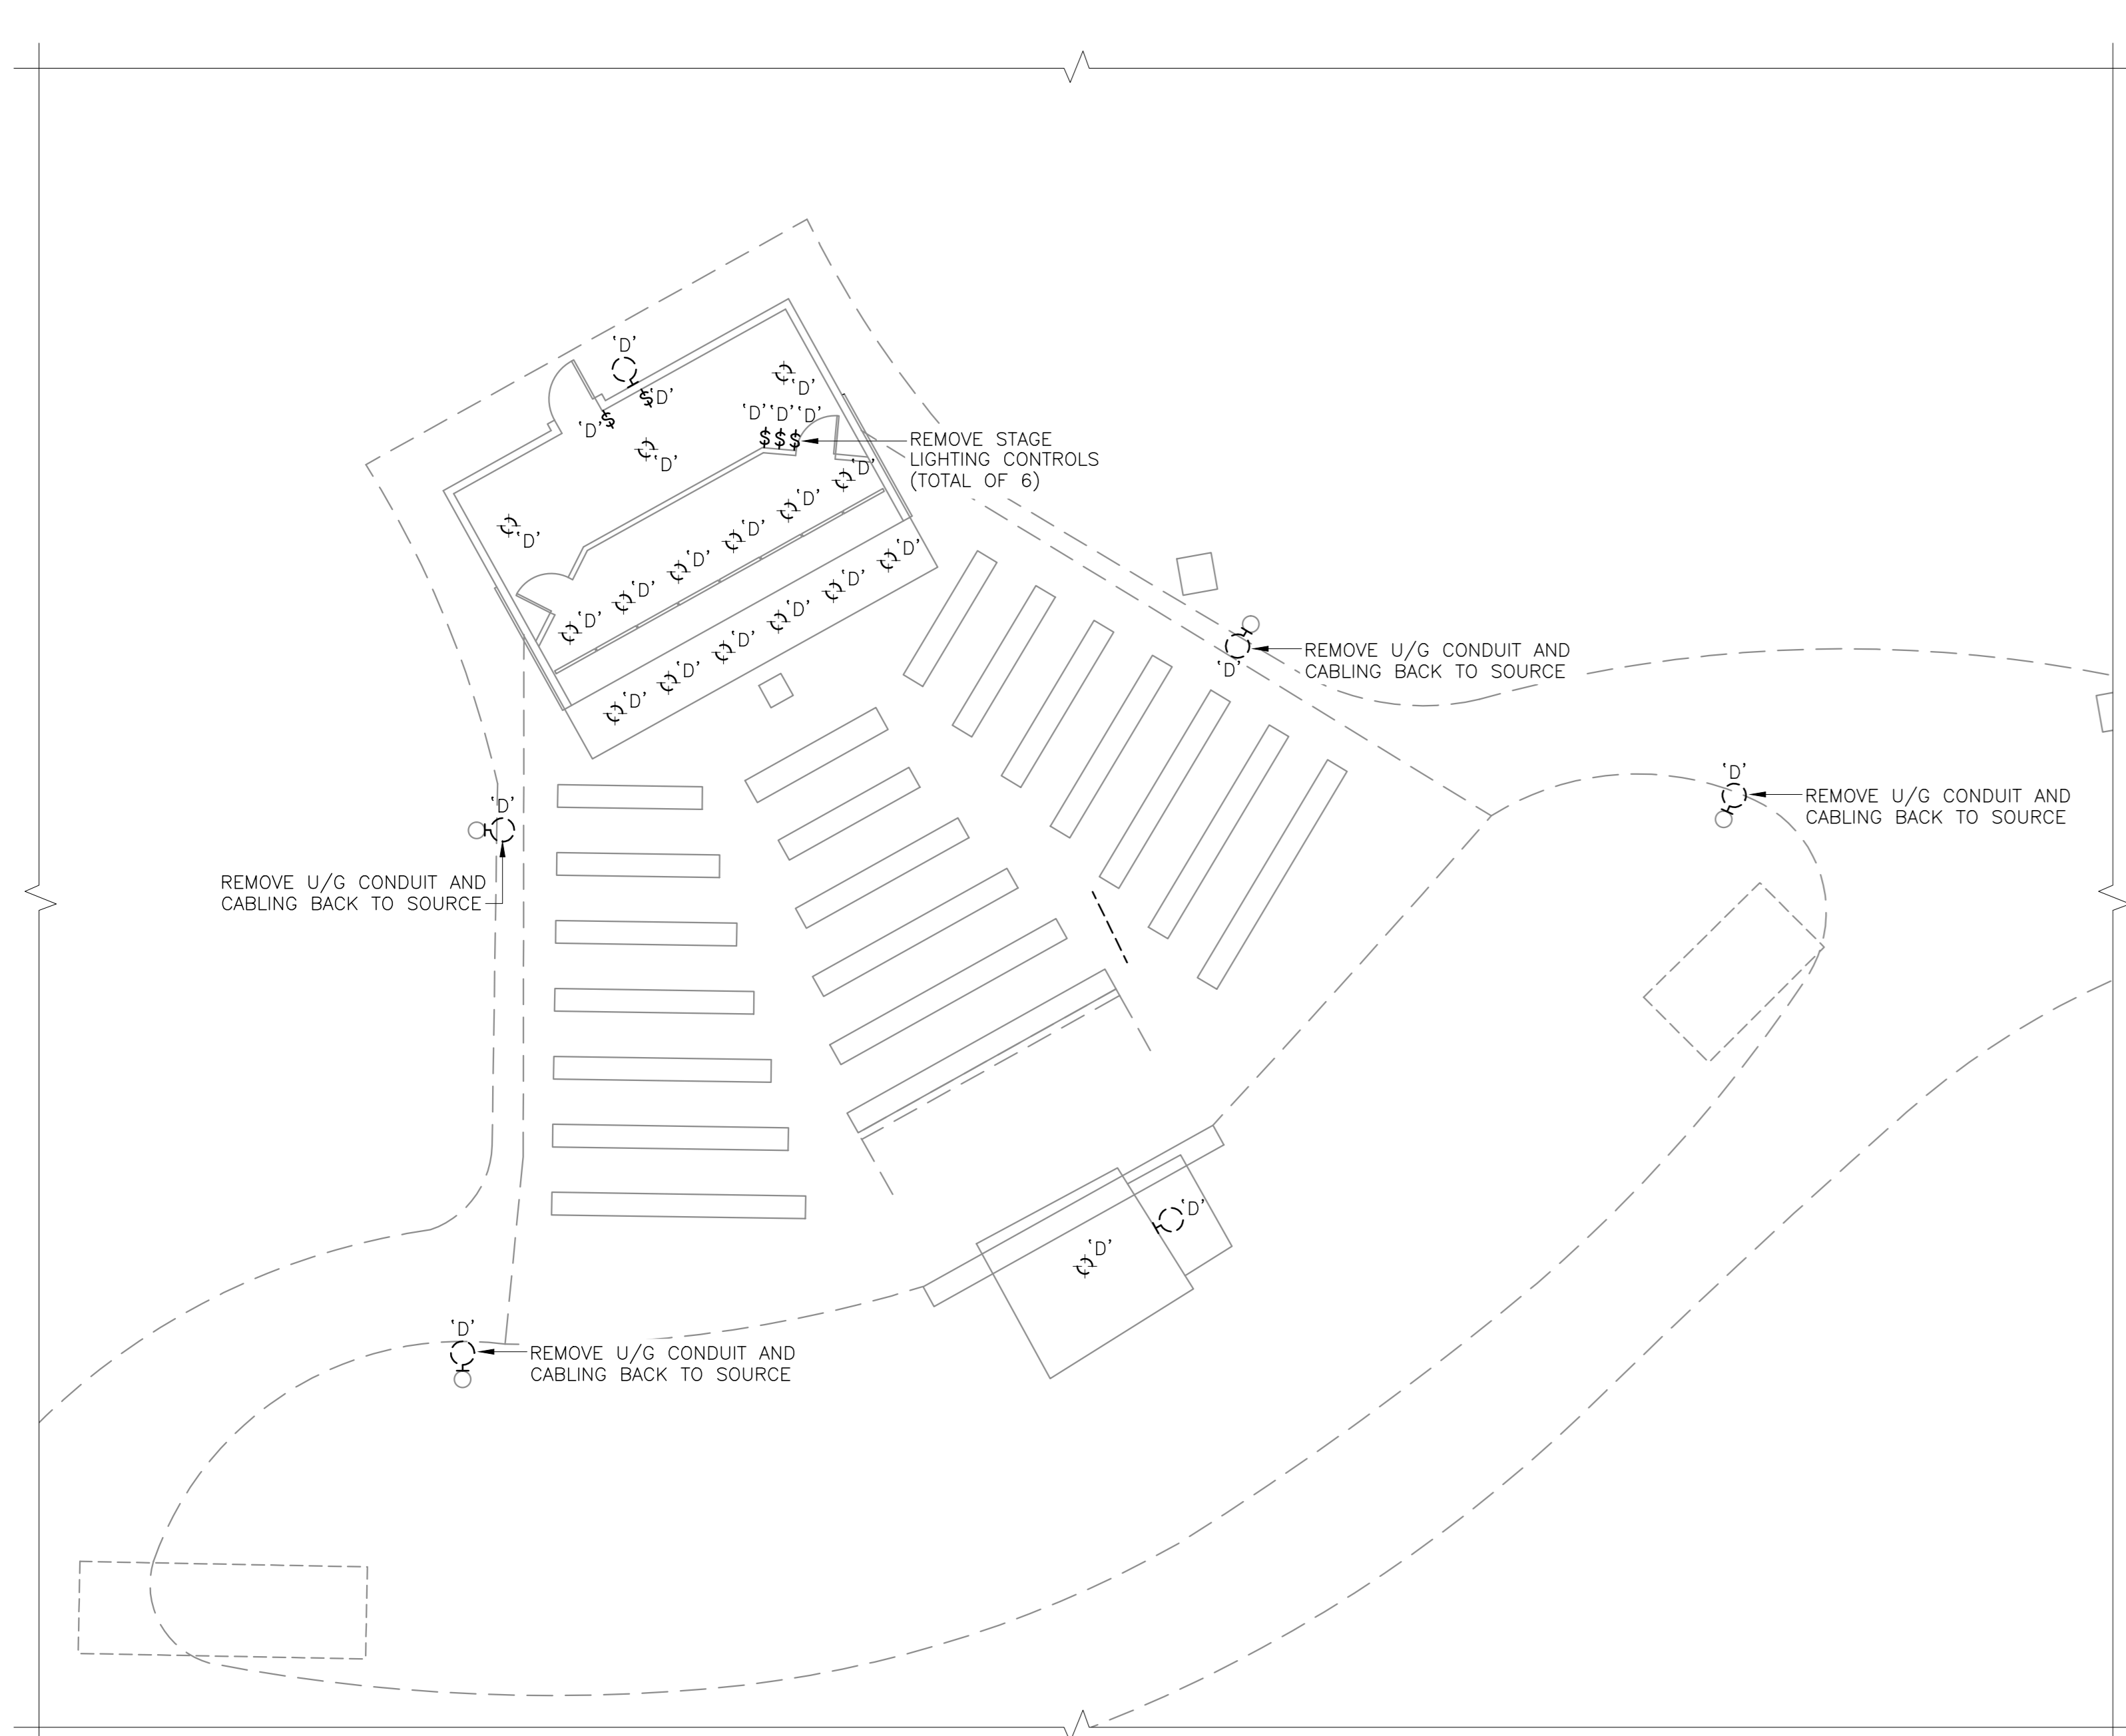 'D'
'D'
'D'
'D'
'D' 'D' 'D'
REMOVE STAGE
LIGHTING CONTROLS
(TOTAL OF 6)
'D'
'D'
'D'
'D'
'D'
'D'
'D'
'D'
'D'
'D'
'D'
'D'
'D'
'D'
REMOVE U/G CONDUIT AND
CABLING BACK TO SOURCE
'D'
'D'
REMOVE U/G CONDUIT AND
CABLING BACK TO SOURCE
'D'
REMOVE U/G CONDUIT AND
CABLING BACK TO SOURCE
'D'
'D'
'D'
REMOVE U/G CONDUIT AND
CABLING BACK TO SOURCE